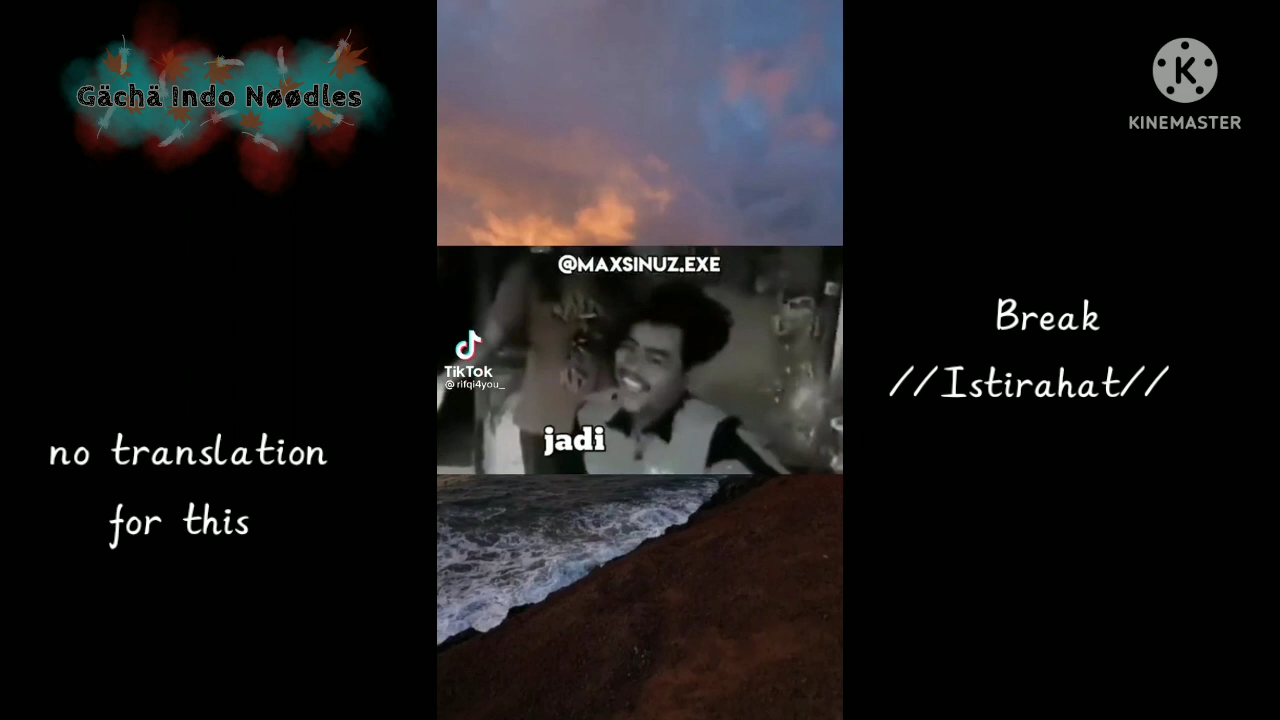 Gächä Indo Nøødles
KINEMASTER
@MAXSINUZ.EXE
TikTok
@rifqi4you_
jadi
Break
//Istirahat//
no translation
for this